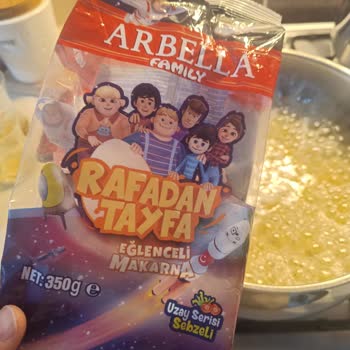 ARBELLA
FAMILY
RAFADAN
TAYFA
EĞLENCELİ
MAKARNA
NET: 350g e
Uzay Serisi
Sebzeli